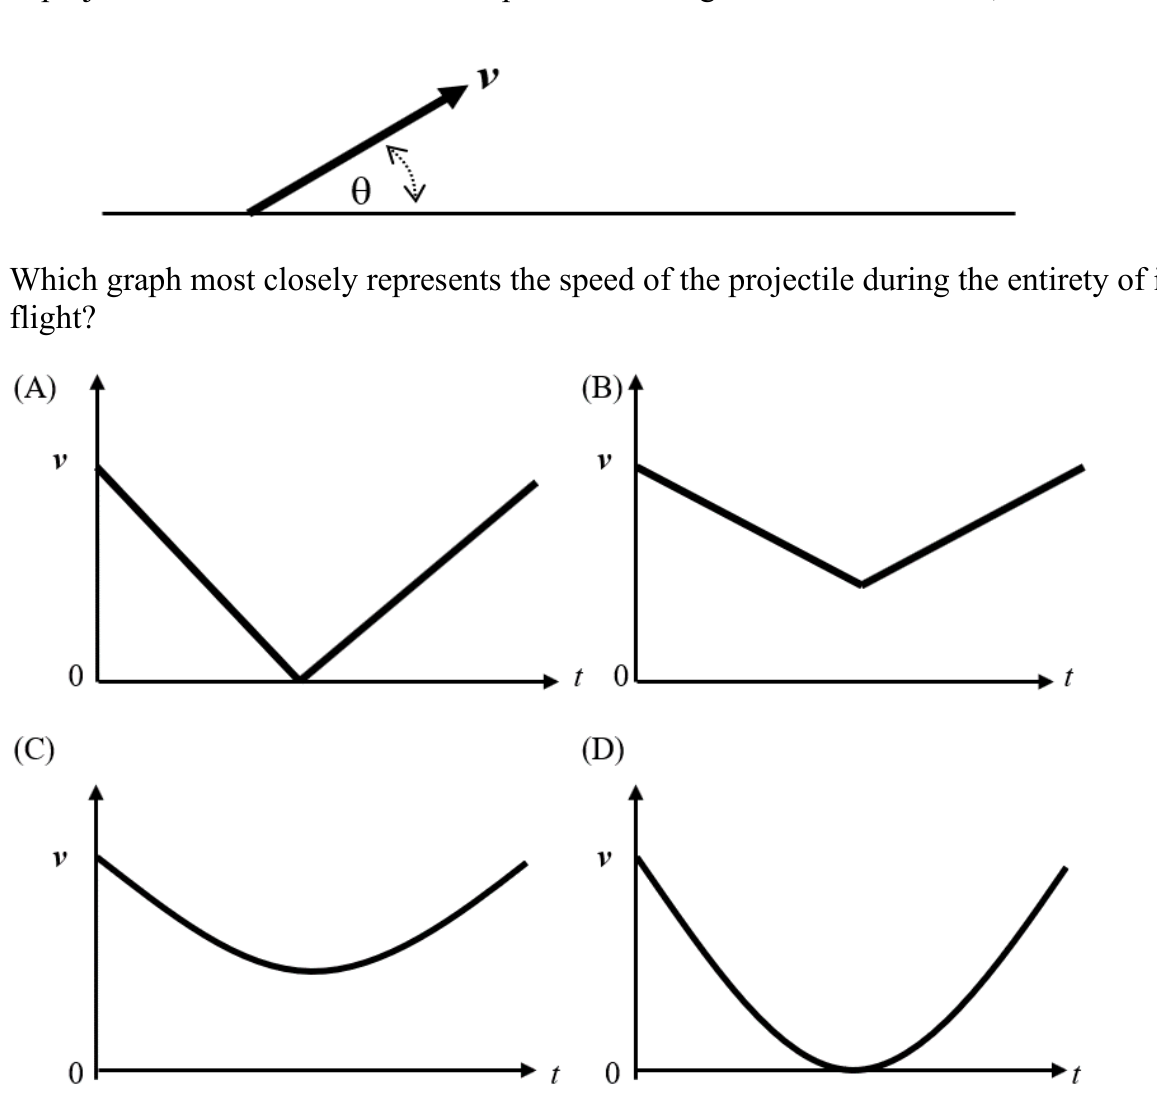 v
θ
Which graph most closely represents the speed of the projectile during the entirety of
flight?
(A)
v
0
t
(B)
v
0
t
(C)
v
0
t
(D)
v
0
t